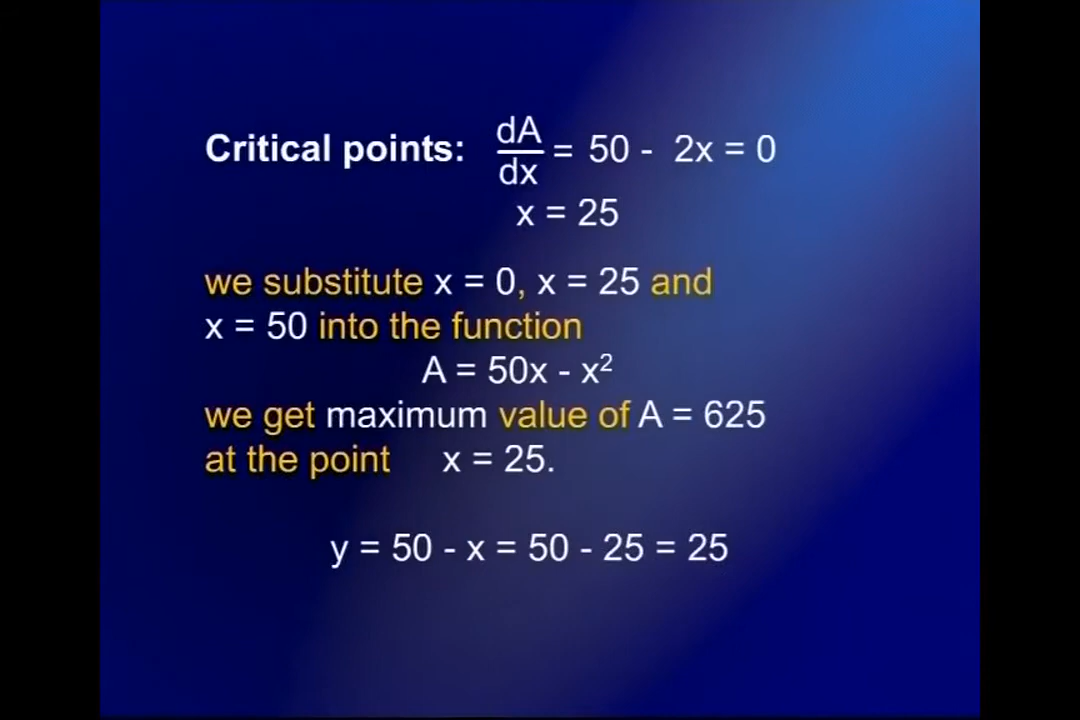 Critical points: dA/dx = 50 - 2x = 0
x = 25
we substitute x = 0, x = 25 and
x = 50 into the function
A = 50x - x²
we get maximum value of A = 625
at the point x = 25.
y = 50 - x = 50 - 25 = 25